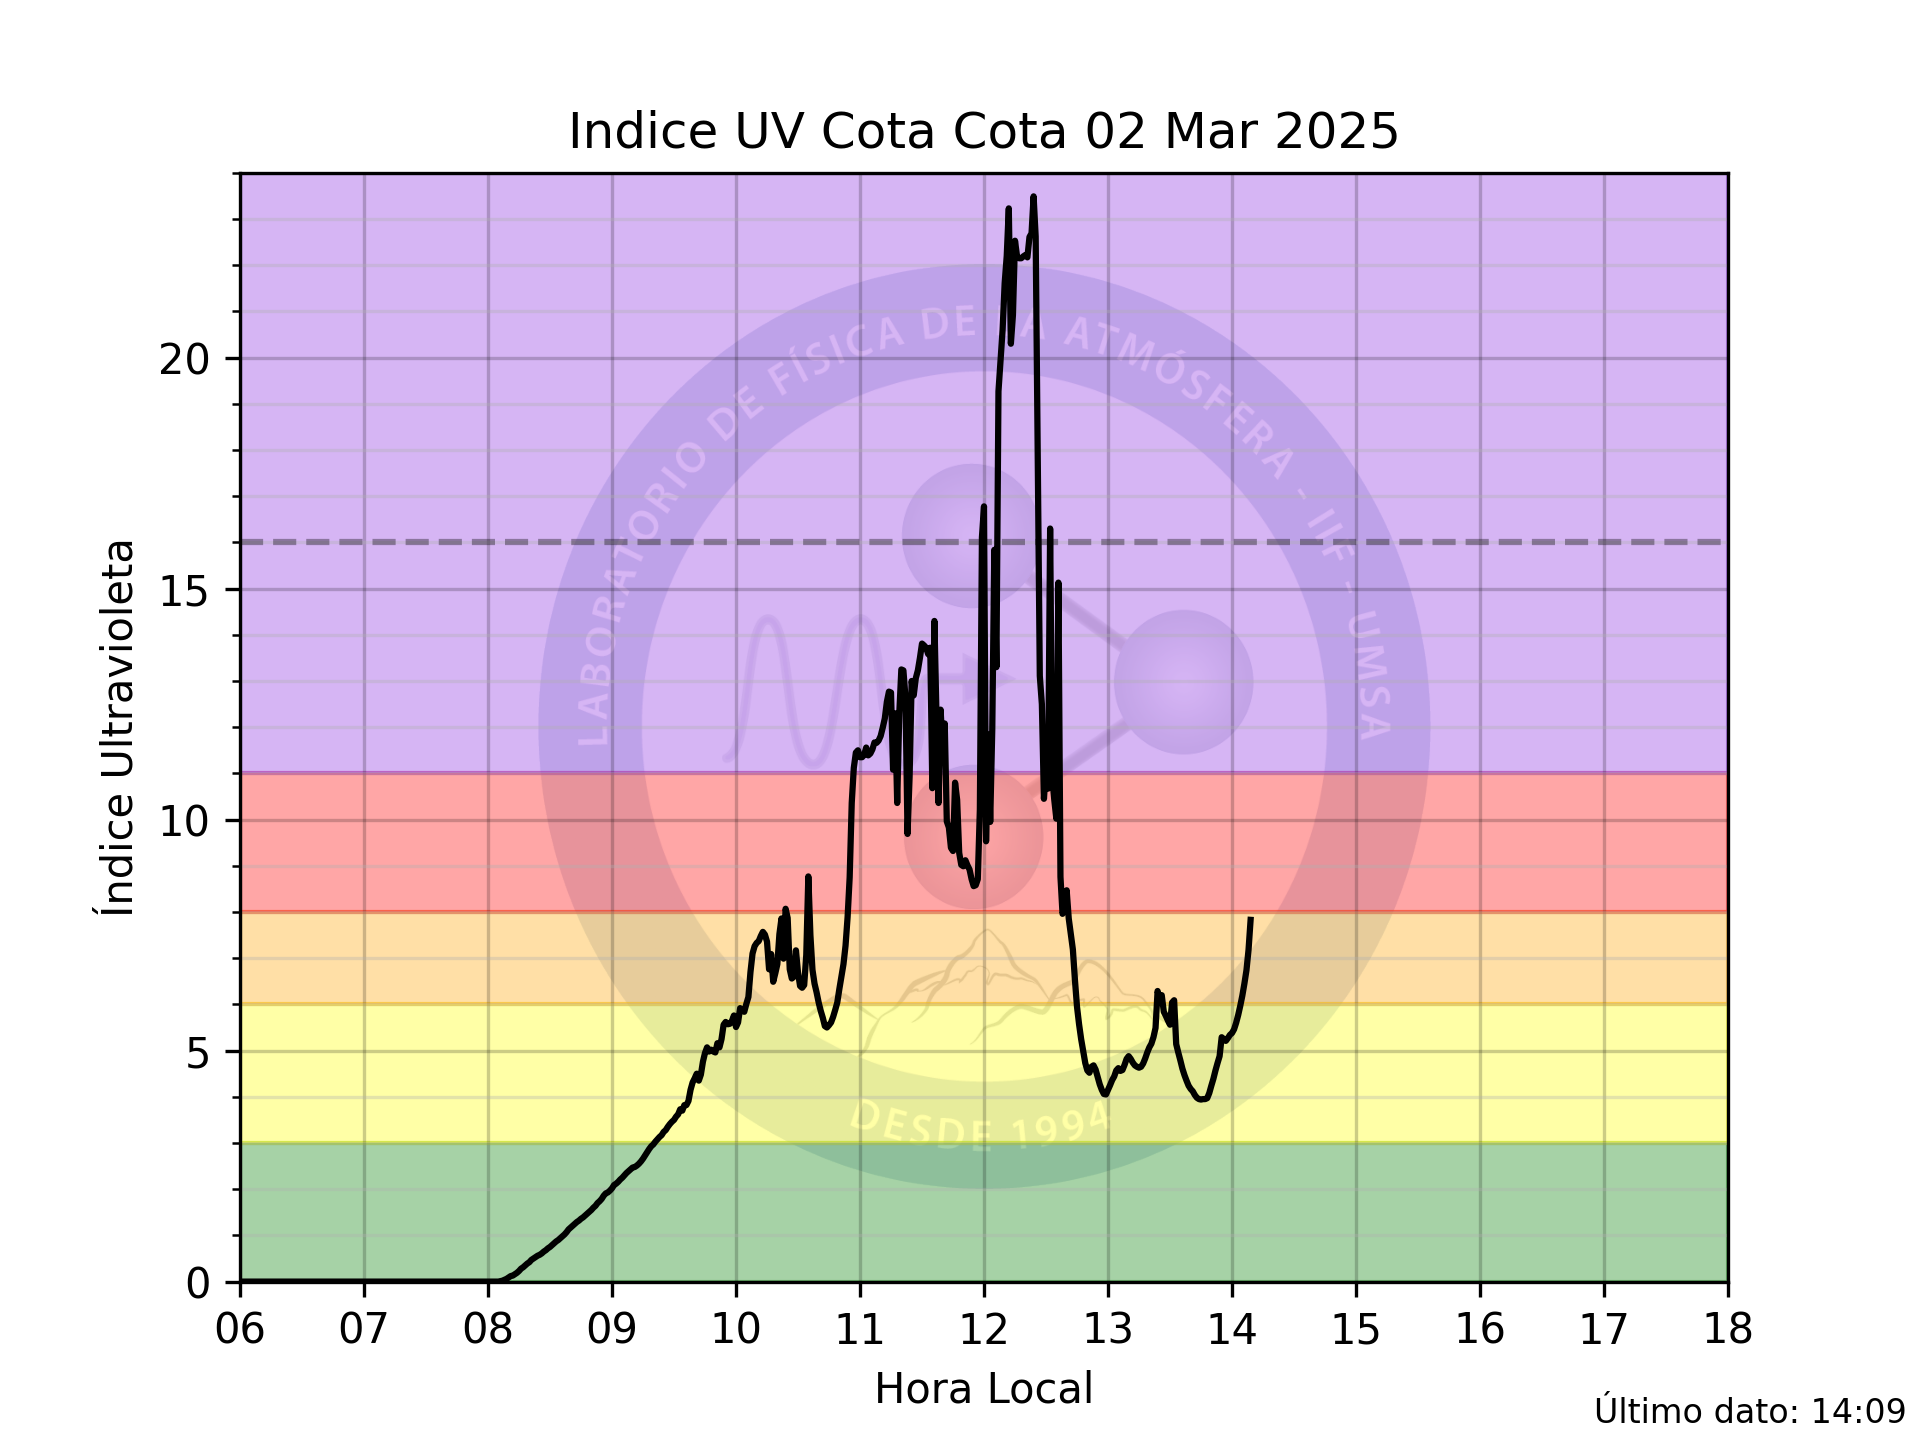 Indice UV Cota Cota 02 Mar 2025
Índice Ultravioleta
20
15
10
5
0
LABORATORIO DE FÍSICA DE LA ATMÓSFERA - IIF - UMSA
DESDE 1994
06 07 08 09 10 11 12 13 14 15 16 17 18
Hora Local
Último dato: 14:09